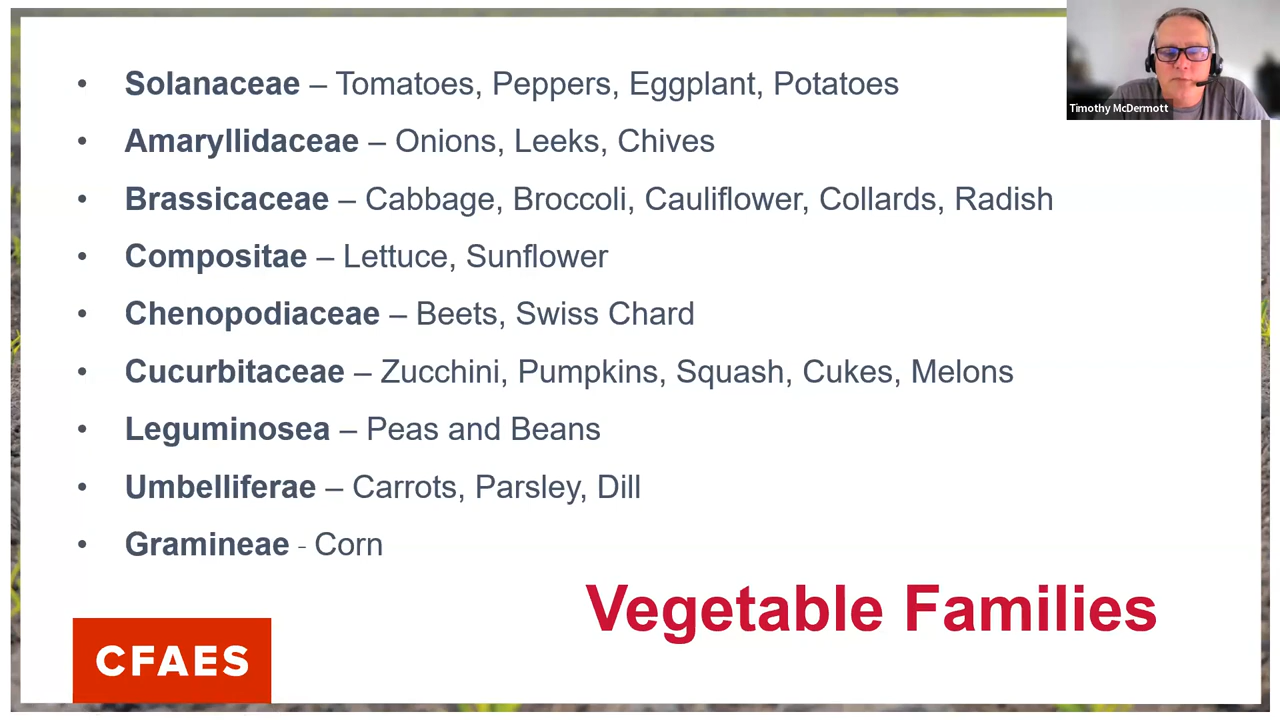 • Solanaceae – Tomatoes, Peppers, Eggplant, Potatoes
• Amaryllidaceae – Onions, Leeks, Chives
• Brassicaceae – Cabbage, Broccoli, Cauliflower, Collards, Radish
• Compositae – Lettuce, Sunflower
• Chenopodiaceae – Beets, Swiss Chard
• Cucurbitaceae – Zucchini, Pumpkins, Squash, Cukes, Melons
• Leguminosea – Peas and Beans
• Umbelliferae – Carrots, Parsley, Dill
• Gramineae - Corn
Vegetable Families
CFAES
Timothy McDermott